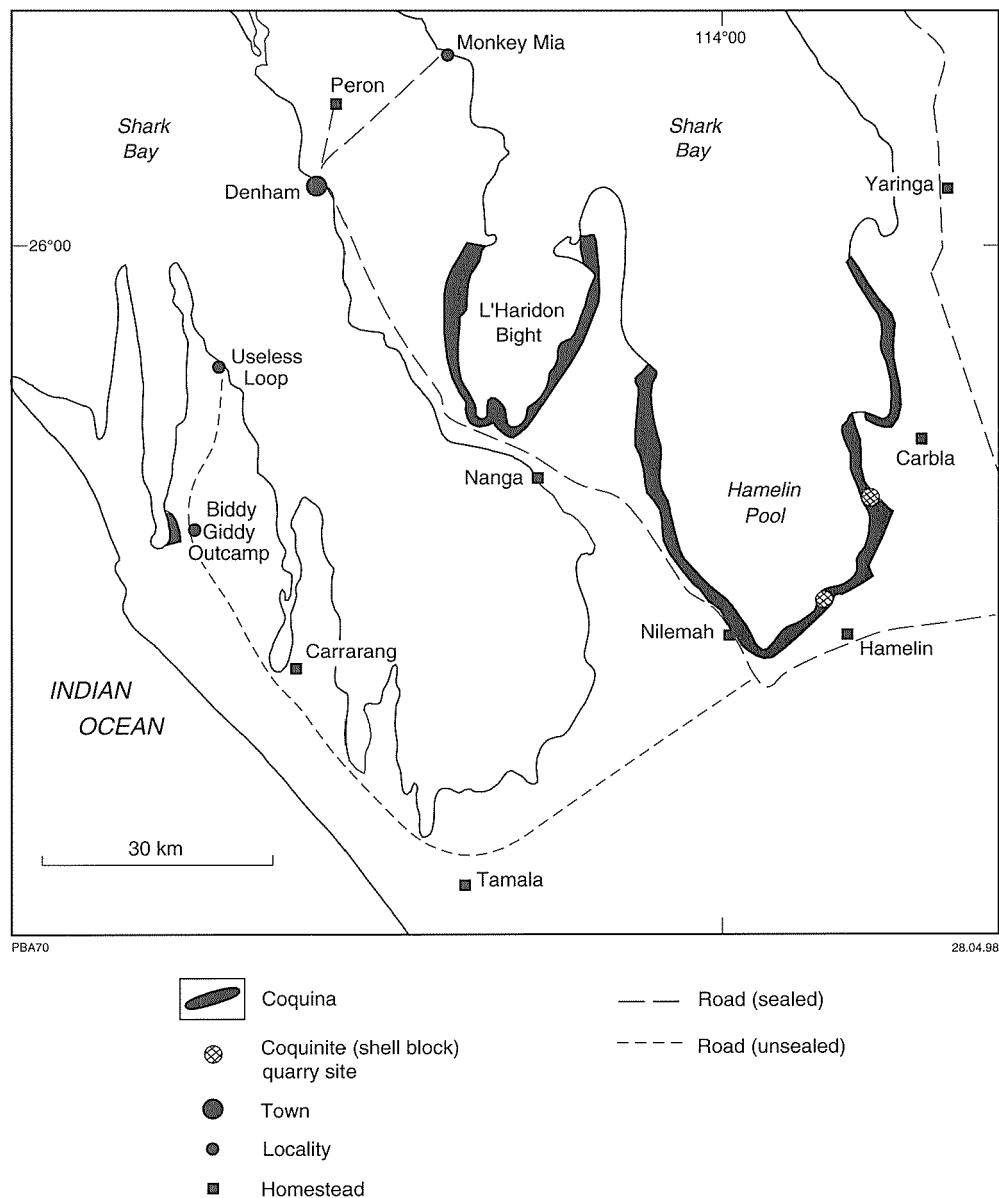 Monkey Mia
114°00
Peron
Shark
Bay
Shark
Bay
Yaringa
Denham
26°00
L'Haridon
Bight
Useless
Loop
Carbla
Nanga
Hamelin
Pool
Biddy
Giddy
Outcamp
Nilemah
Hamelin
Carrarang
INDIAN
OCEAN
30 km
Tamala
PBA70
28.04.98
Coquina
Road (sealed)
Coquinite (shell block)
quarry site
Road (unsealed)
Town
Locality
Homestead